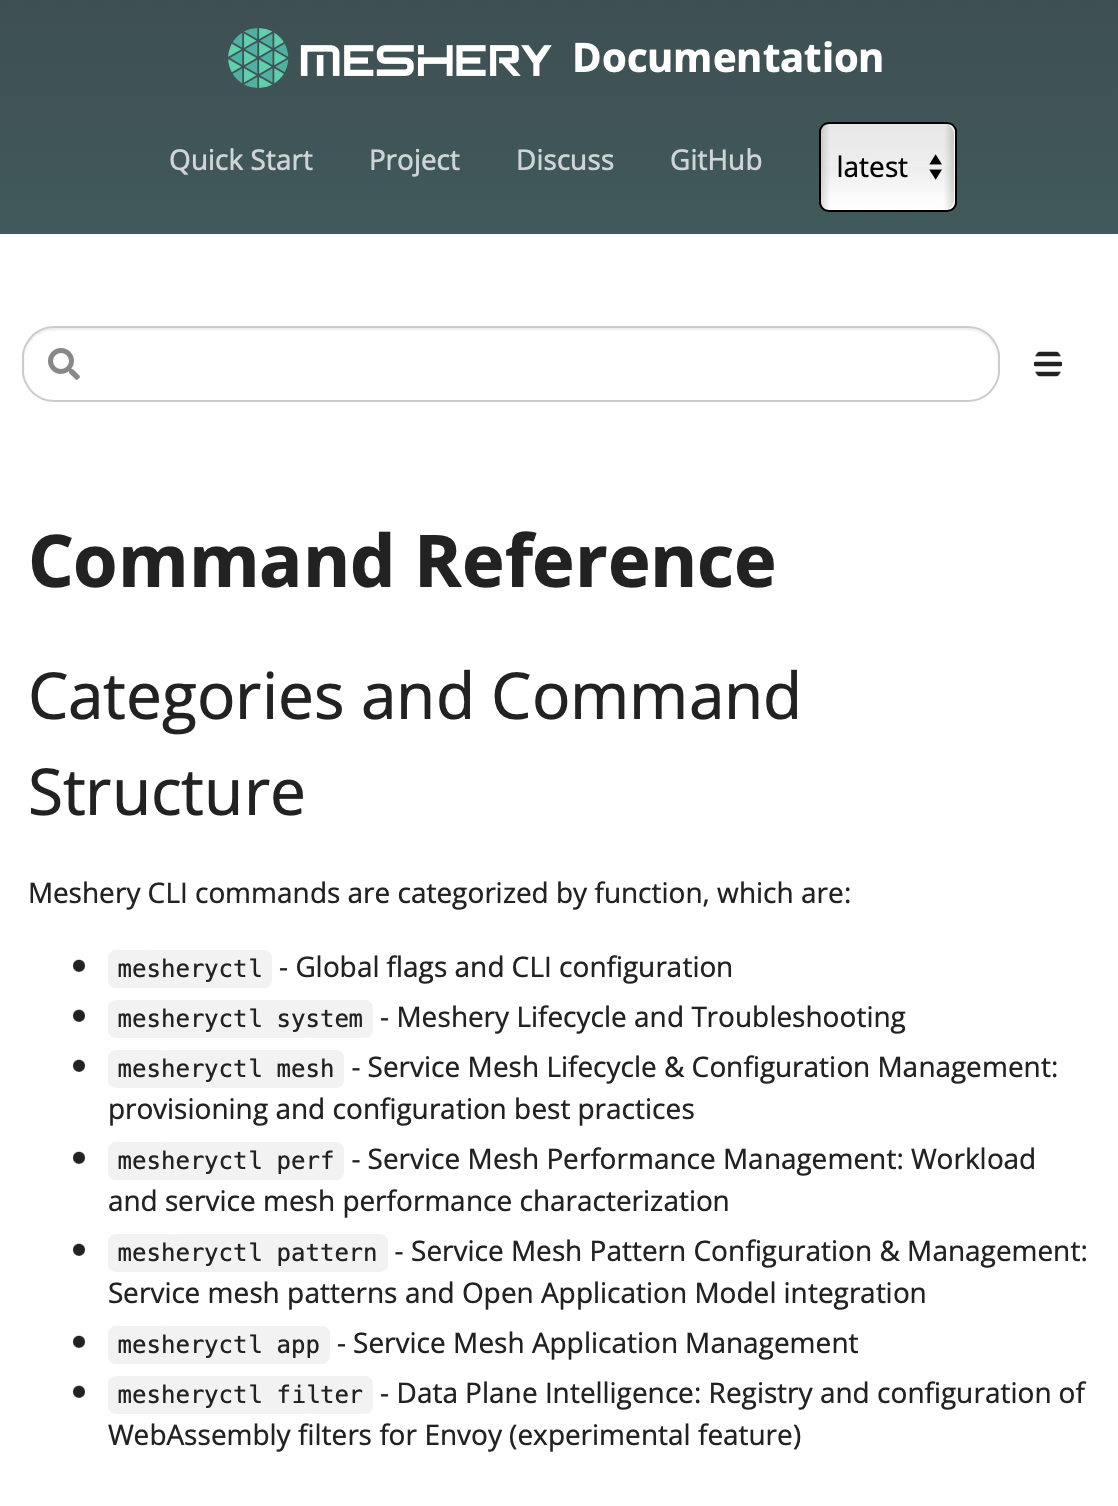 MESHERY Documentation
Quick Start Project Discuss GitHub latest
Command Reference
Categories and Command
Structure
Meshery CLI commands are categorized by function, which are:
mesheryctl - Global flags and CLI configuration
mesheryctl system - Meshery Lifecycle and Troubleshooting
mesheryctl mesh - Service Mesh Lifecycle & Configuration Management:
provisioning and configuration best practices
mesheryctl perf - Service Mesh Performance Management: Workload
and service mesh performance characterization
mesheryctl pattern - Service Mesh Pattern Configuration & Management:
Service mesh patterns and Open Application Model integration
mesheryctl app - Service Mesh Application Management
mesheryctl filter - Data Plane Intelligence: Registry and configuration of
WebAssembly filters for Envoy (experimental feature)